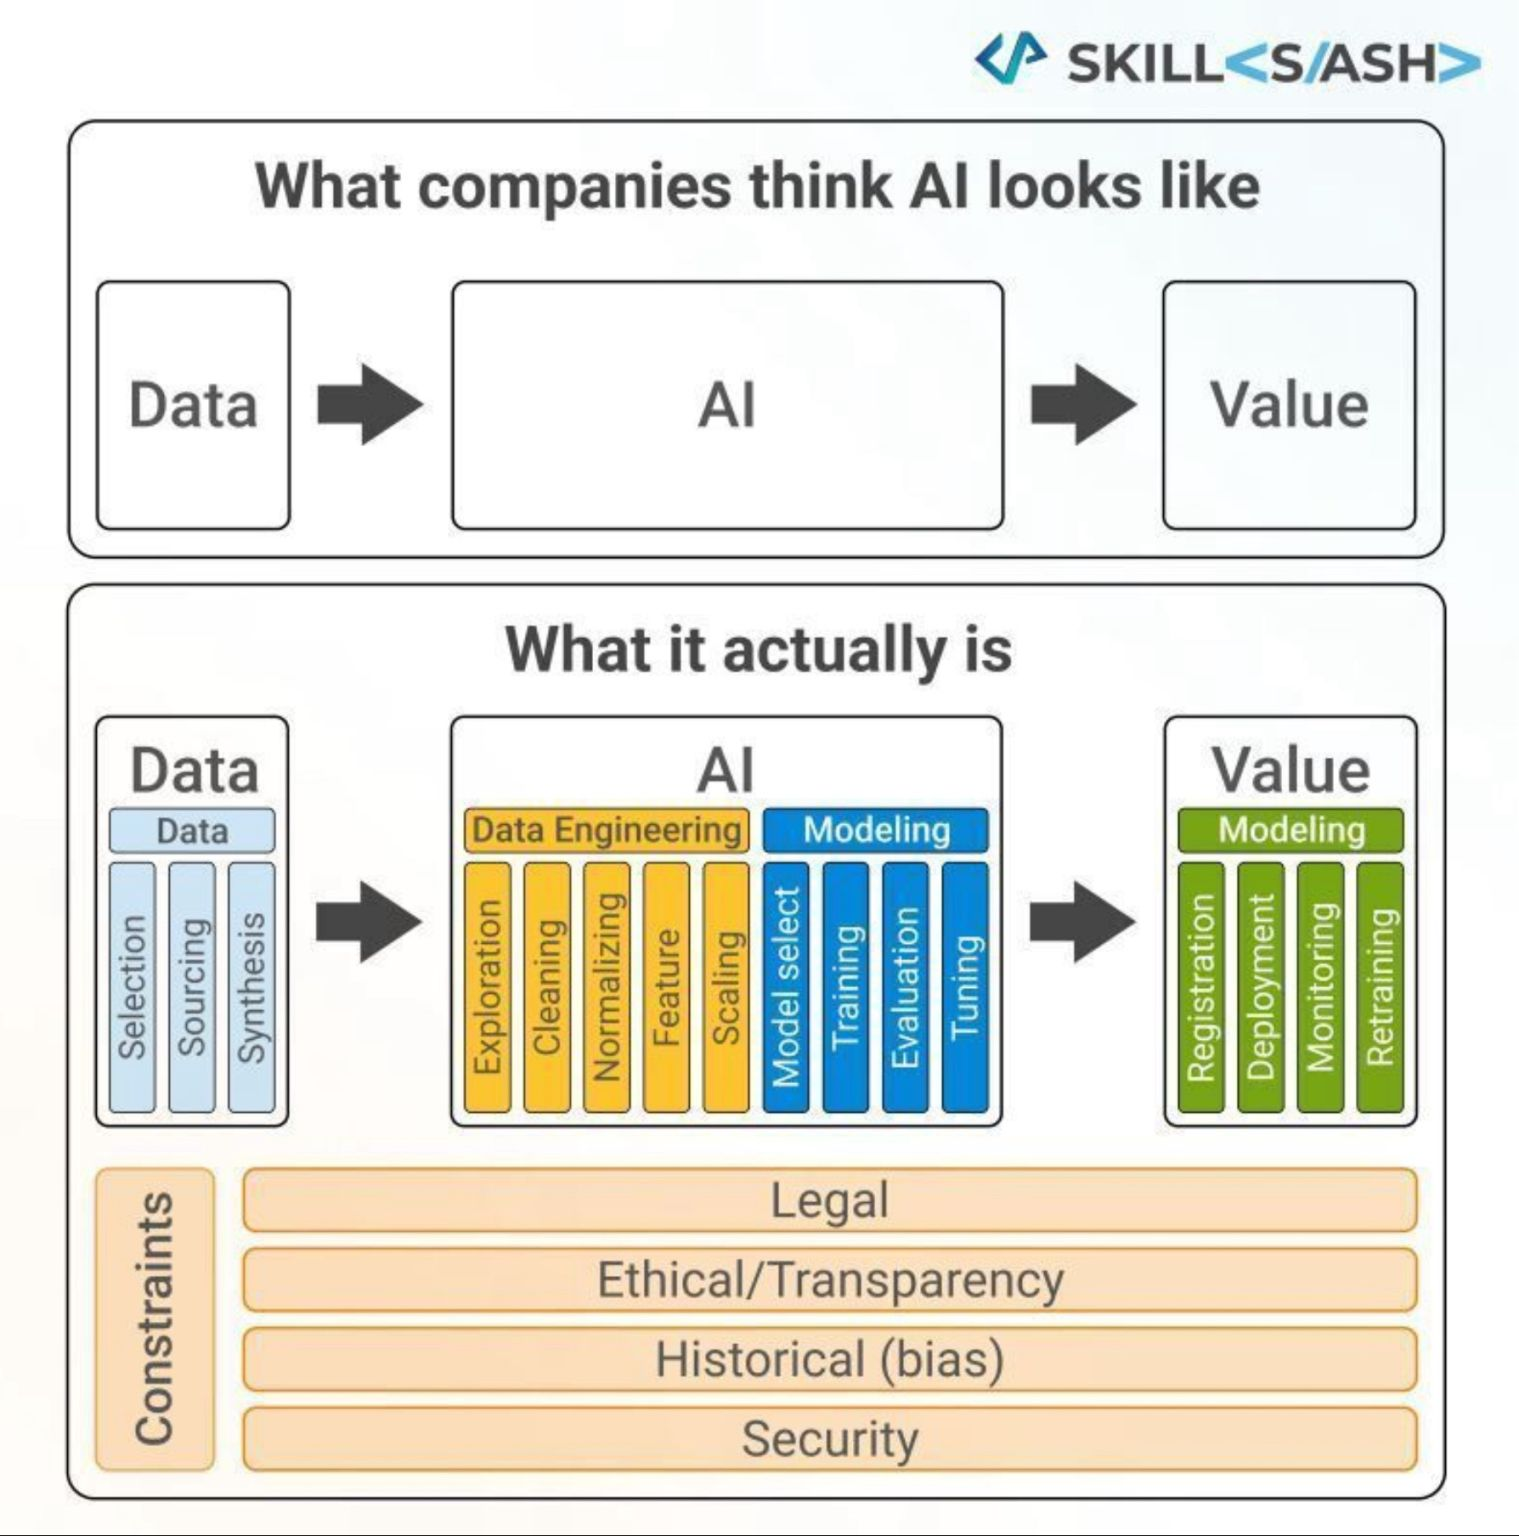 SKILL<S/ASH>
What companies think AI looks like
Data
AI
Value
What it actually is
Data
Data
Selection
Sourcing
Synthesis
AI
Data Engineering
Exploration
Cleaning
Normalizing
Feature
Scaling
Modeling
Model select
Training
Evaluation
Tuning
Value
Modeling
Registration
Deployment
Monitoring
Retraining
Constraints
Legal
Ethical/Transparency
Historical (bias)
Security